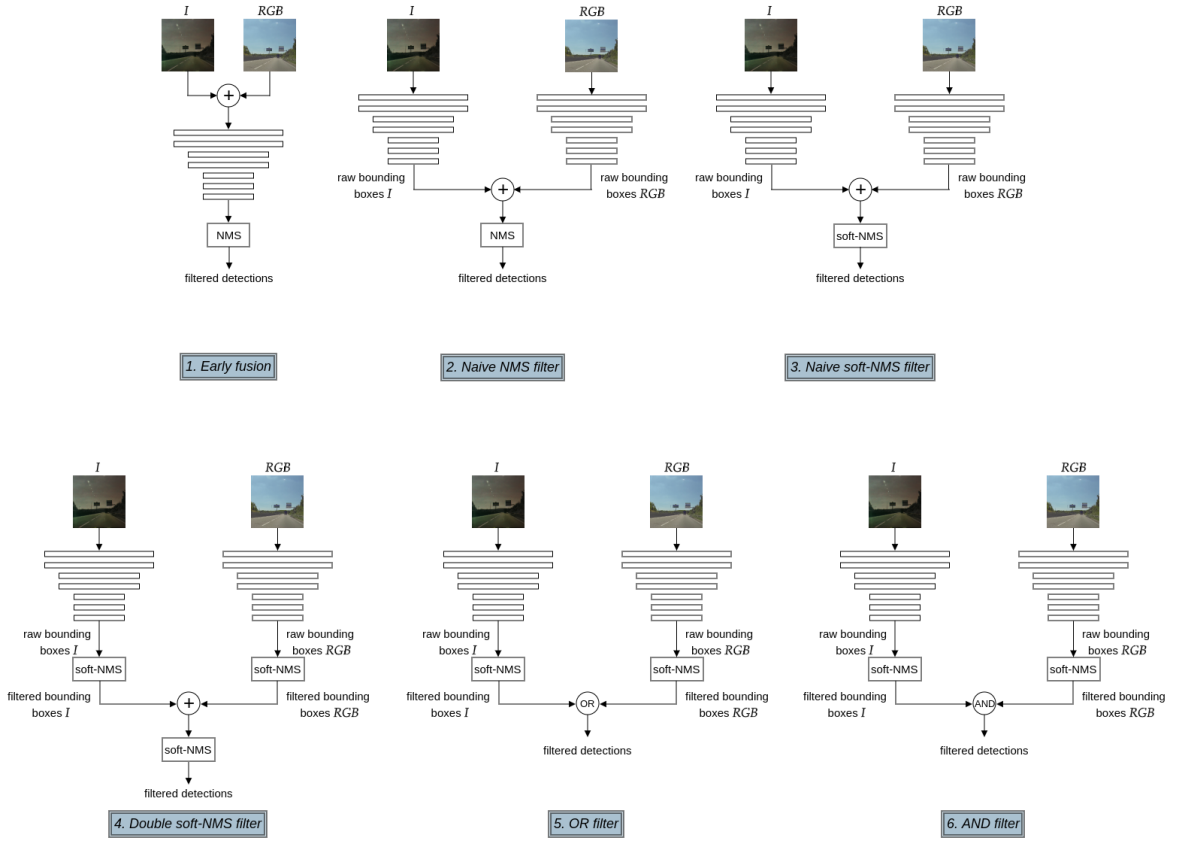 I RGB
+
NMS
filtered detections
1. Early fusion
I RGB
raw bounding
boxes I
raw bounding
boxes RGB
+
NMS
filtered detections
2. Naive NMS filter
I RGB
raw bounding
boxes I
raw bounding
boxes RGB
+
soft-NMS
filtered detections
3. Naive soft-NMS filter
I RGB
raw bounding
boxes I
raw bounding
boxes RGB
soft-NMS soft-NMS
filtered bounding
boxes I
filtered bounding
boxes RGB
+
soft-NMS
filtered detections
4. Double soft-NMS filter
I RGB
raw bounding
boxes I
raw bounding
boxes RGB
soft-NMS soft-NMS
filtered bounding
boxes I
filtered bounding
boxes RGB
OR
filtered detections
5. OR filter
I RGB
raw bounding
boxes I
raw bounding
boxes RGB
soft-NMS soft-NMS
filtered bounding
boxes I
filtered bounding
boxes RGB
AND
filtered detections
6. AND filter